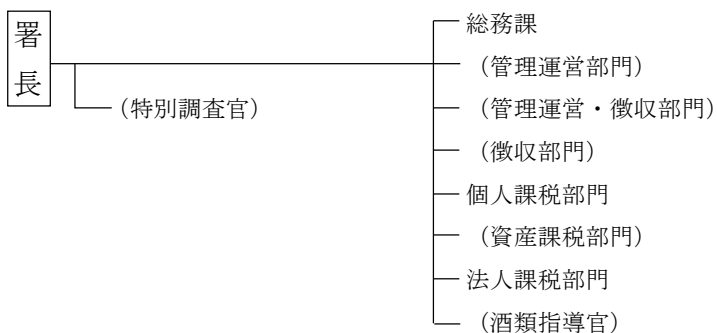 署長
総務課
（管理運営部門）
（特別調査官）
（管理運営・徴収部門）
（徴収部門）
個人課税部門
（資産課税部門）
法人課税部門
（酒類指導官）